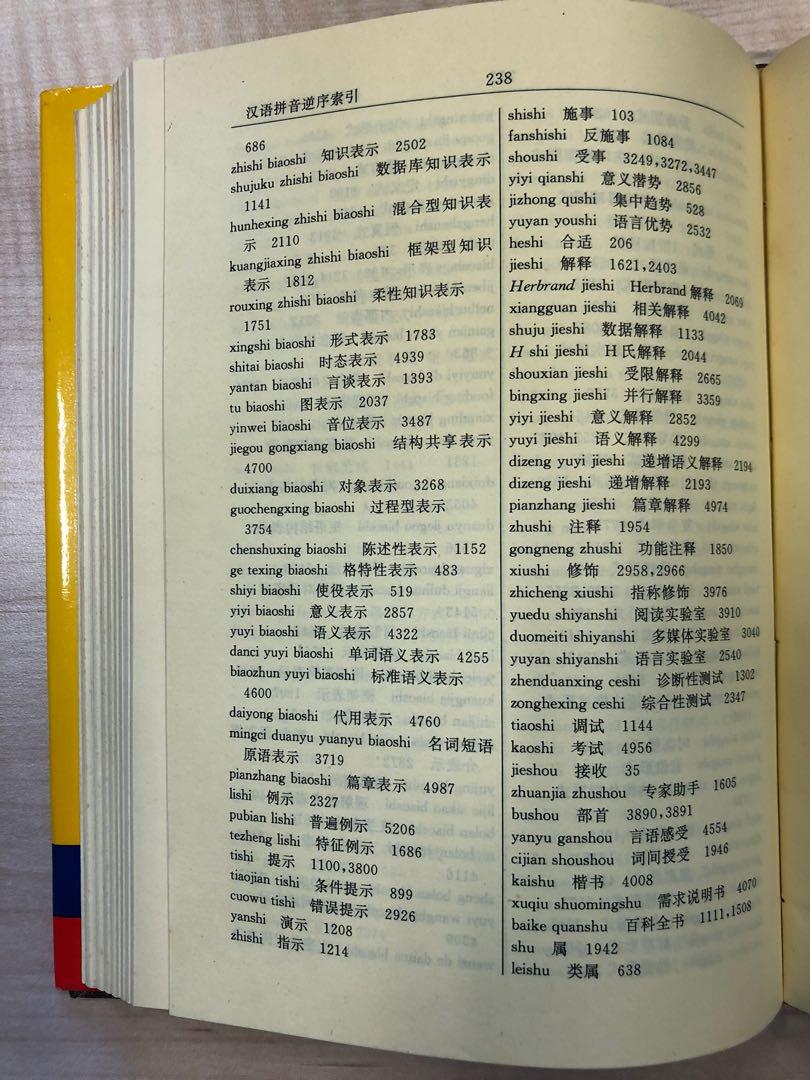 汉语拼音逆序索引 238
686
zhishi biaoshi 知识表示 2502
shujuku zhishi biaoshi 数据库知识表示
1141
hunhexing zhishi biaoshi 混合型知识表
示 2110
kuangjiaxing zhishi biaoshi 框架型知识
表示 1812
rouxing zhishi biaoshi 柔性知识表示
1751
xingshi biaoshi 形式表示 1783
shitai biaoshi 时态表示 4939
yantan biaoshi 言谈表示 1393
tu biaoshi 图表示 2037
yinwei biaoshi 音位表示 3487
jiegou gongxiang biaoshi 结构共享表示
4700
duixiang biaoshi 对象表示 3268
guochengxing biaoshi 过程型表示
3754
chenshuxing biaoshi 陈述性表示 1152
ge texing biaoshi 格特性表示 483
shiyi biaoshi 使役表示 519
yiyi biaoshi 意义表示 2857
yuyi biaoshi 语义表示 4322
danci yuyi biaoshi 单词语义表示 4255
biaozhun yuyi biaoshi 标准语义表示
4600
daiyong biaoshi 代用表示 4760
mingci duanyu yuanyu biaoshi 名词短语
原语表示 3719
pianzhang biaoshi 篇章表示 4987
lishi 例示 2327
pubian lishi 普遍例示 5206
tezheng lishi 特征例示 1686
tishi 提示 1100,3800
tiaojian tishi 条件提示 899
cuowu tishi 错误提示 2926
yanshi 演示 1208
zhishi 指示 1214
shishi 施事 103
fanshishi 反施事 1084
shoushi 受事 3249,3272,3447
yiyi qianshi 意义潜势 2856
jizhong qushi 集中趋势 528
yuyan youshi 语言优势 2532
heshi 合适 206
jieshi 解释 1621,2403
Herbrand jieshi Herbrand 解释 2069
xiangguan jieshi 相关解释 4042
shuju jieshi 数据解释 1133
H shi jieshi H 氏解释 2044
shouxian jieshi 受限解释 2665
bingxing jieshi 并行解释 3359
yiyi jieshi 意义解释 2852
yuyi jieshi 语义解释 4299
dizeng yuyi jieshi 递增语义解释 2194
dizeng jieshi 递增解释 2193
pianzhang jieshi 篇章解释 4974
zhushi 注释 1954
gongneng zhushi 功能注释 1850
xiushi 修饰 2958,2966
zhicheng xiushi 指称修饰 3976
yuedu shiyanshi 阅读实验室 3910
duomeiti shiyanshi 多媒体实验室 3040
yuyan shiyanshi 语言实验室 2540
zhenduanxing ceshi 诊断性测试 1302
zonghexing ceshi 综合性测试 2347
tiaoshi 调试 1144
kaoshi 考试 4956
jieshou 接收 35
zhuanjia zhushou 专家助手 1605
bushou 部首 3890,3891
yanyu ganshou 言语感受 4554
cijian shoushou 词间授受 1946
kaishu 楷书 4008
xuqiu shuomingshu 需求说明书 4070
baike quanshu 百科全书 1111,1508
shu 属 1942
leishu 类属 638